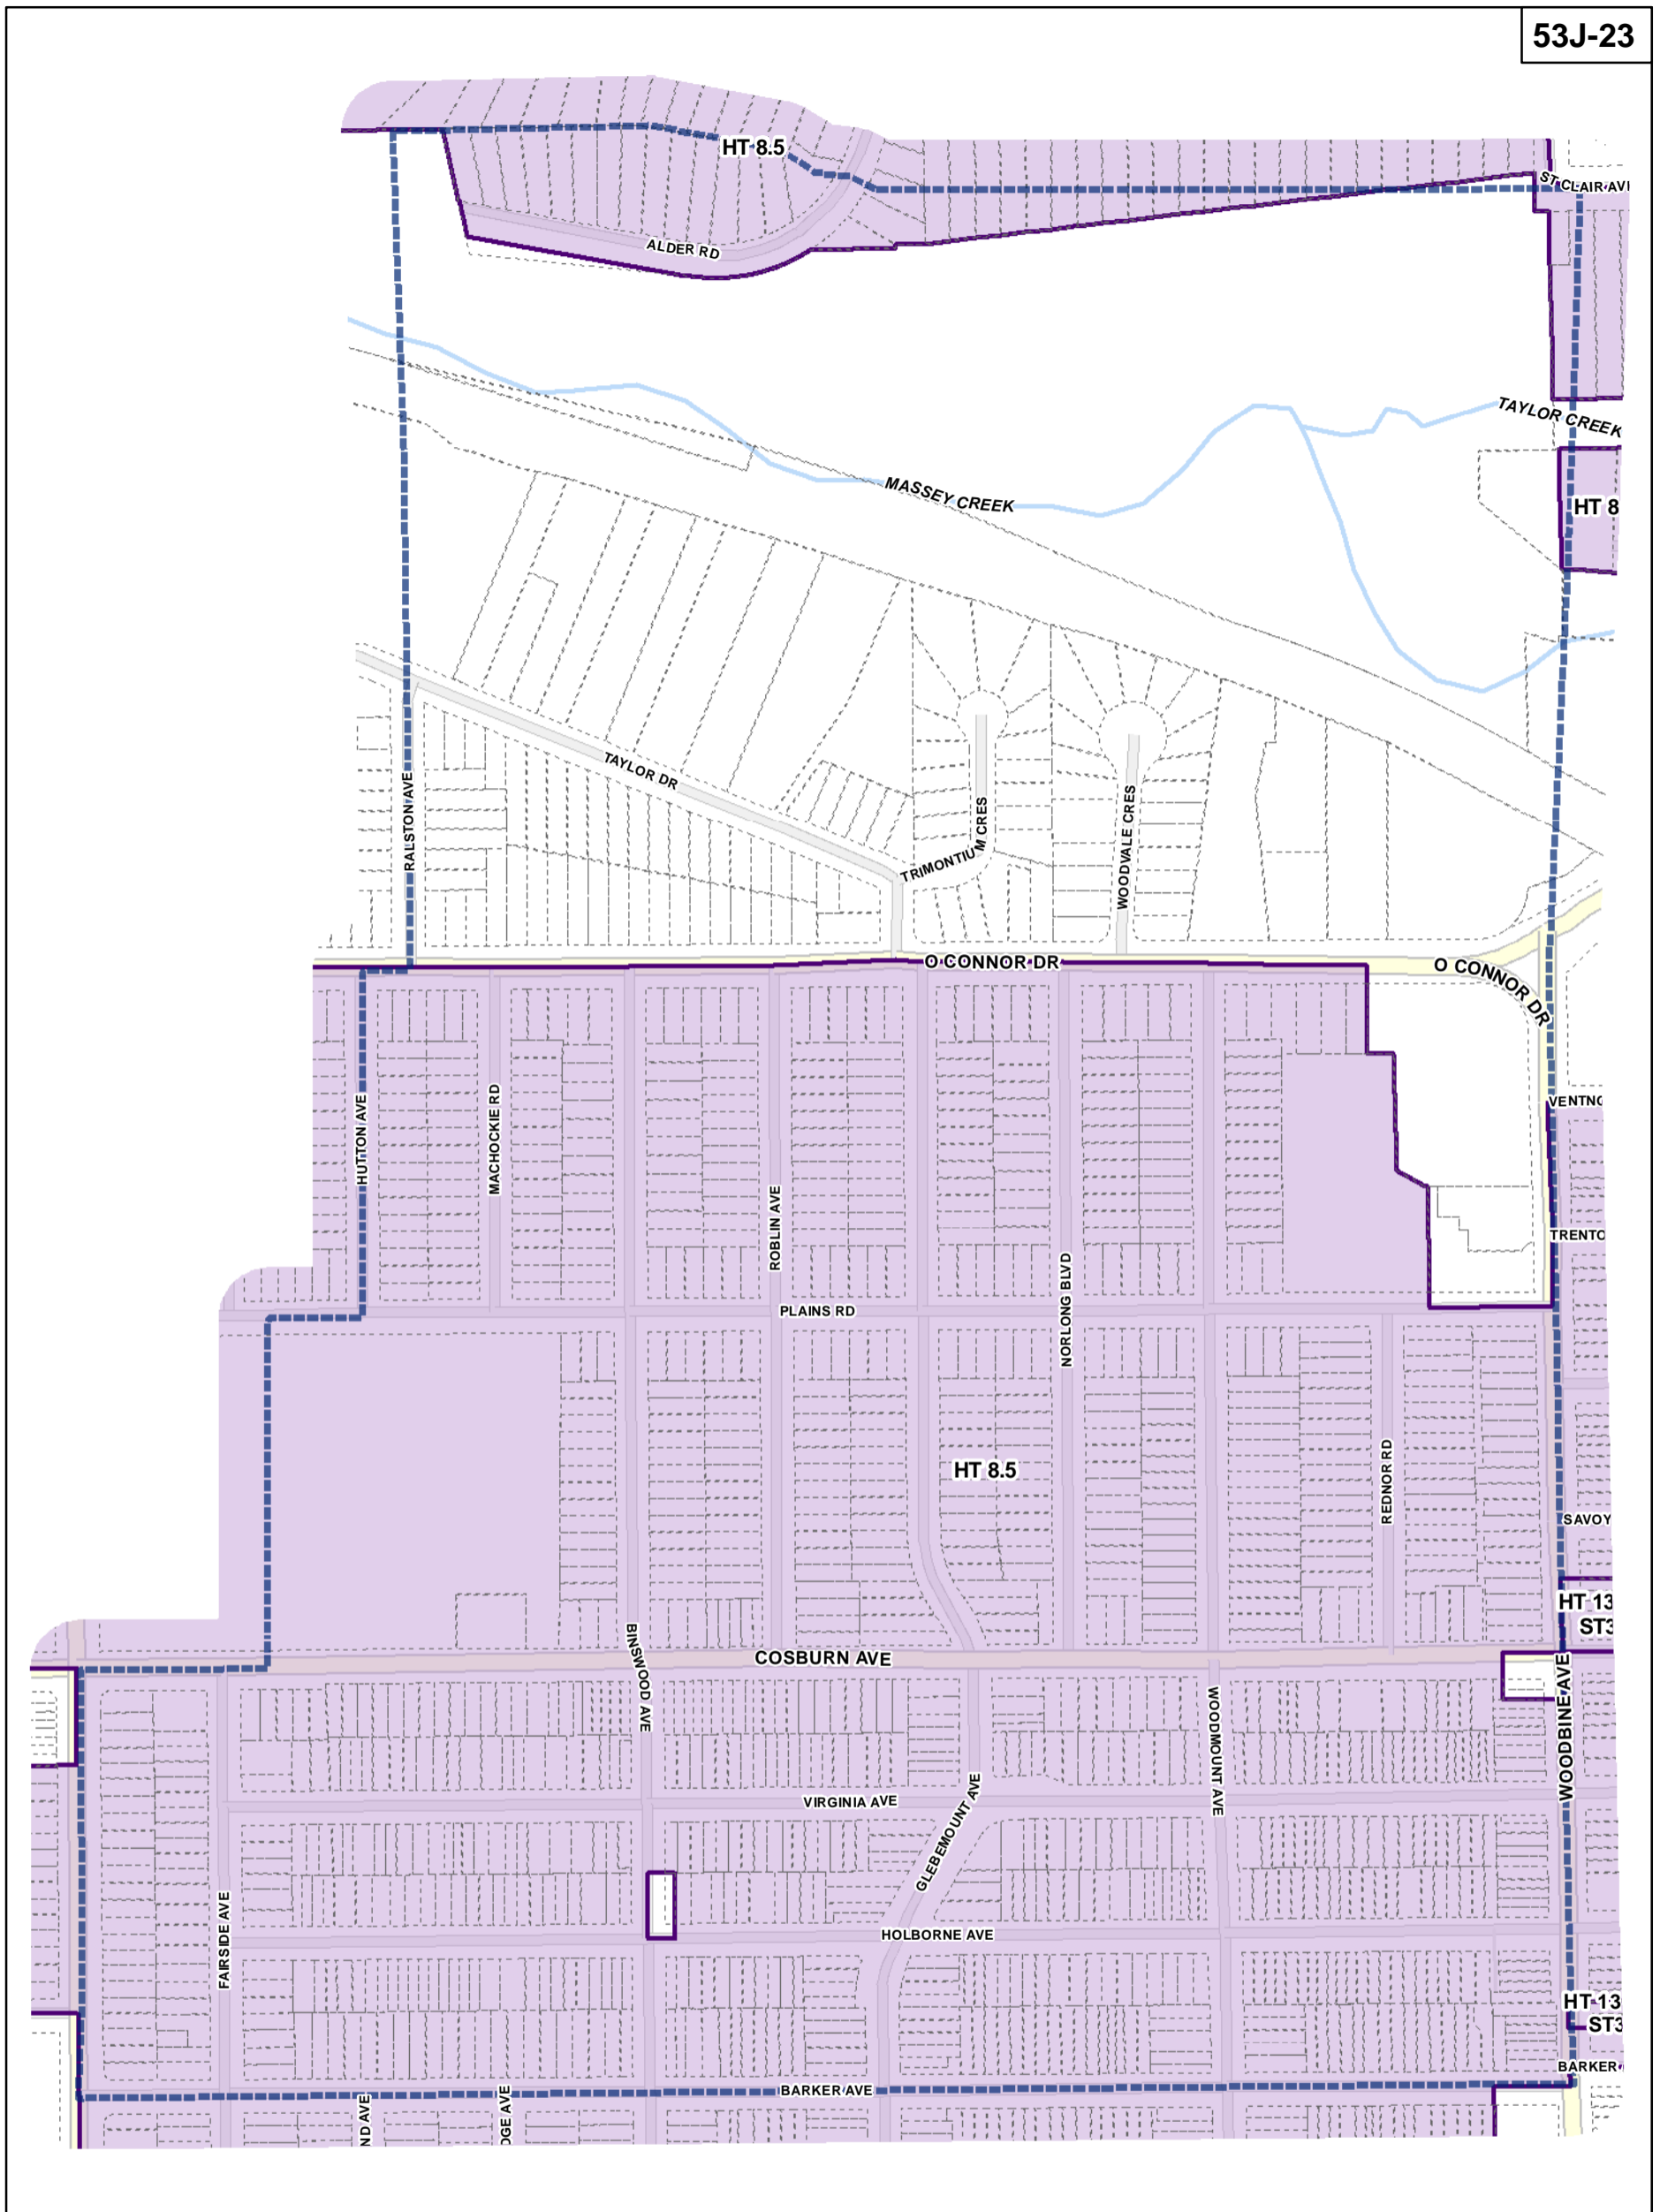 53J-23
HT 8.5
ST CLAIR AVE
ALDER RD
TAYLOR CREEK
MASSEY CREEK
HT 8
TAYLOR DR
RALSTON AVE
TRIMONTIUM CRES
WOODVALE CRES
O CONNOR DR
O CONNOR DR
VENTNO
HUTTON AVE
MACHOCKIE RD
ROBLIN AVE
TRENTO
NORLONG BLVD
PLAINS RD
HT 8.5
REDNOR RD
SAVOY
HT 13
ST3
BINSWOOD AVE
COSBURN AVE
WOODBINE AVE
WOODMOUNT AVE
VIRGINIA AVE
GLEBEMOUNT AVE
FAIRSIDE AVE
HOLBORNE AVE
HT 13
ST3
BARKER
BARKER AVE
ND AVE
DGE AVE